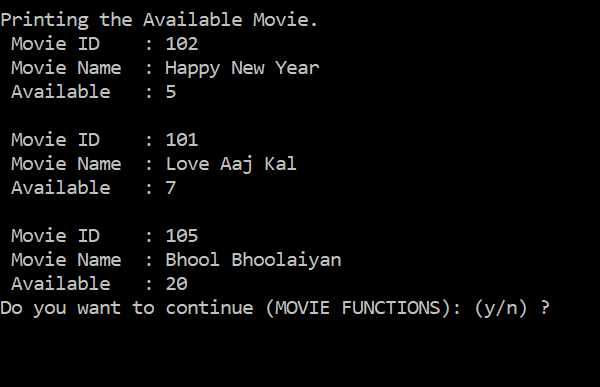 Printing the Available Movie.
Movie ID    : 102
Movie Name  : Happy New Year
Available   : 5
Movie ID    : 101
Movie Name  : Love Aaj Kal
Available   : 7
Movie ID    : 105
Movie Name  : Bhool Bhoolaiyan
Available   : 20
Do you want to continue (MOVIE FUNCTIONS): (y/n) ?